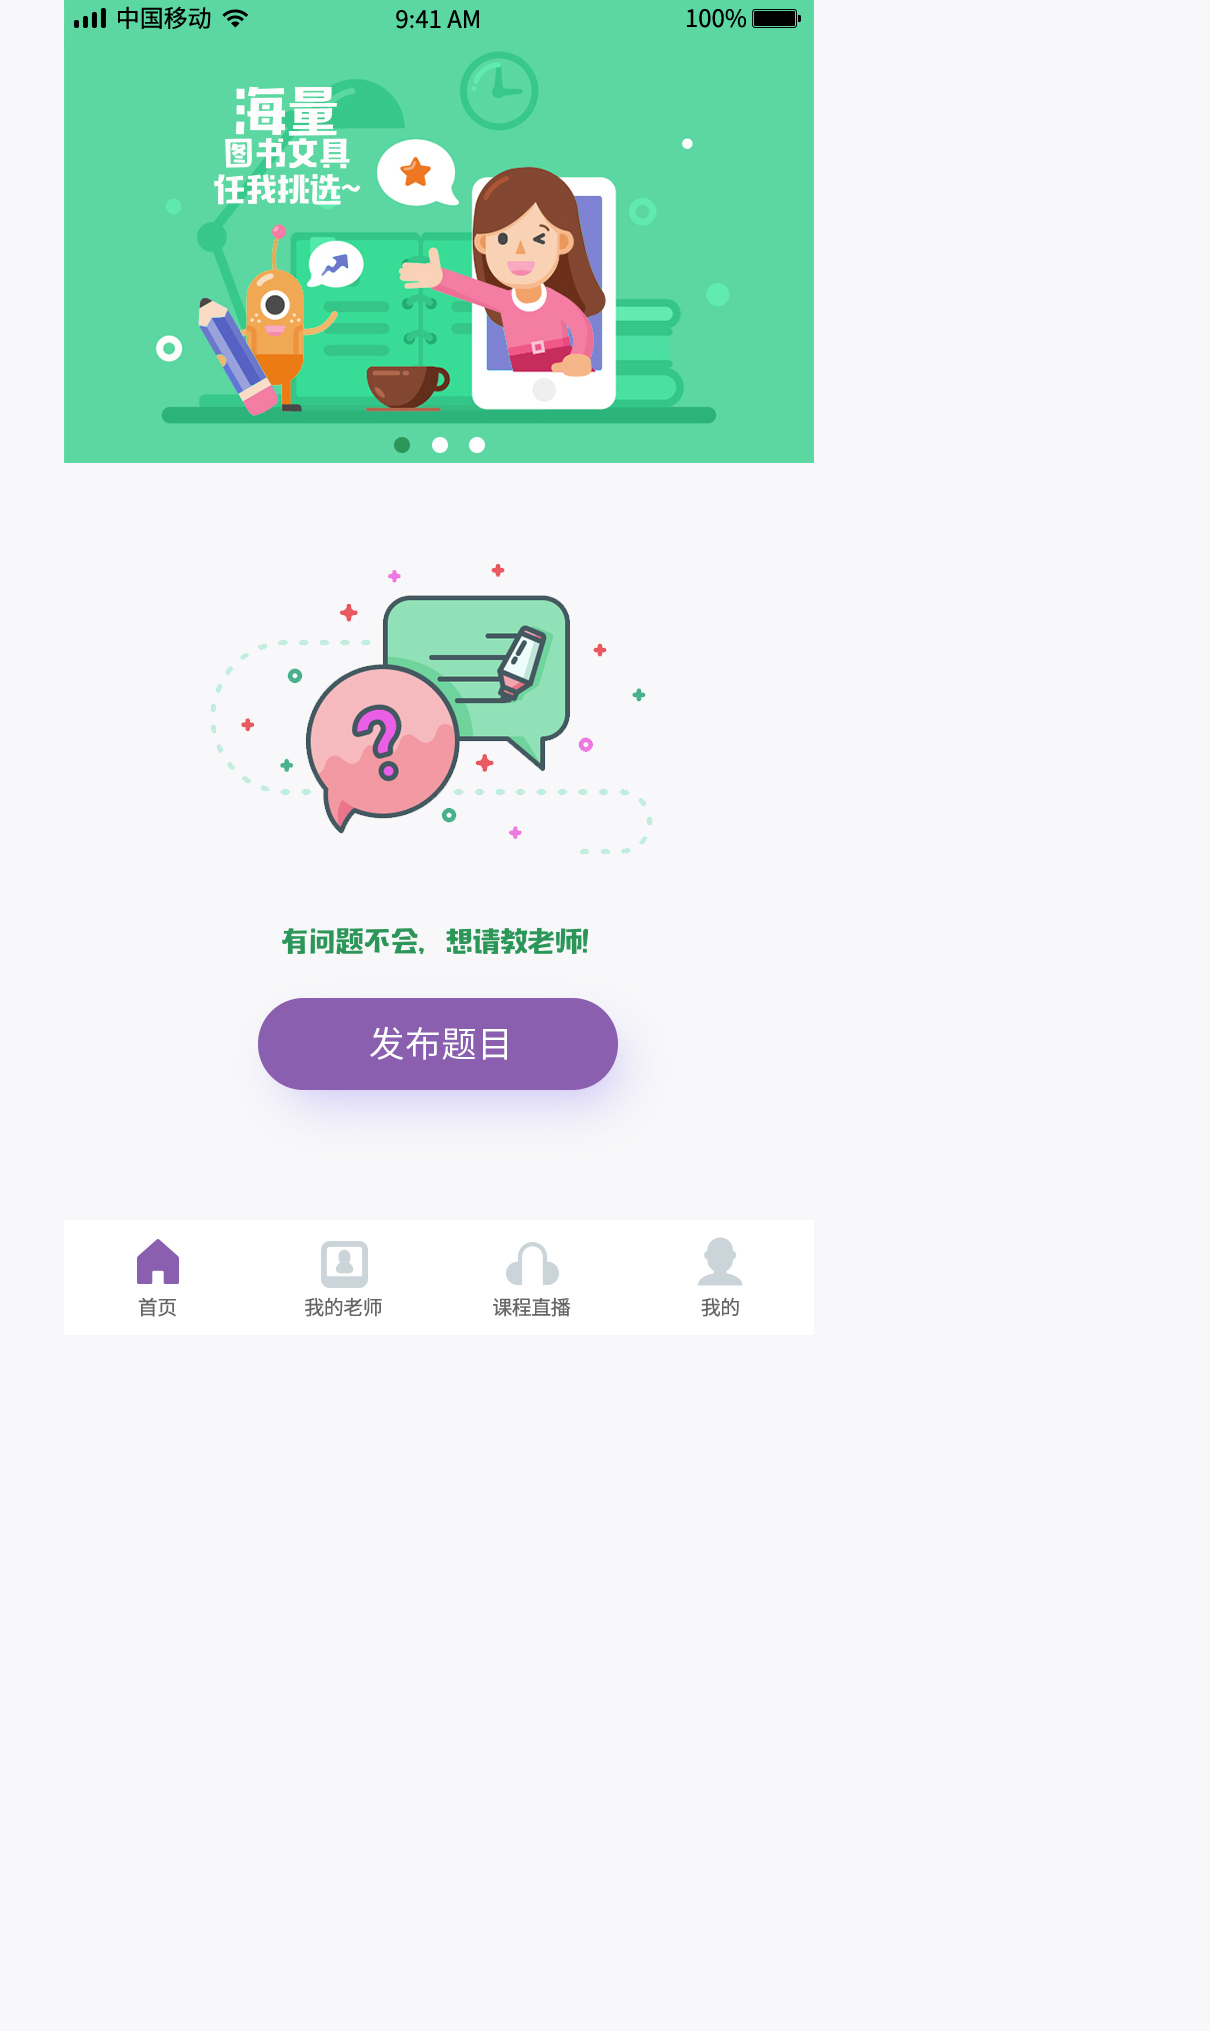 中国移动 9:41 AM 100%
海量
图书文具
任我挑选~
有问题不会，想请教老师!
发布题目
首页 我的老师 课程直播 我的